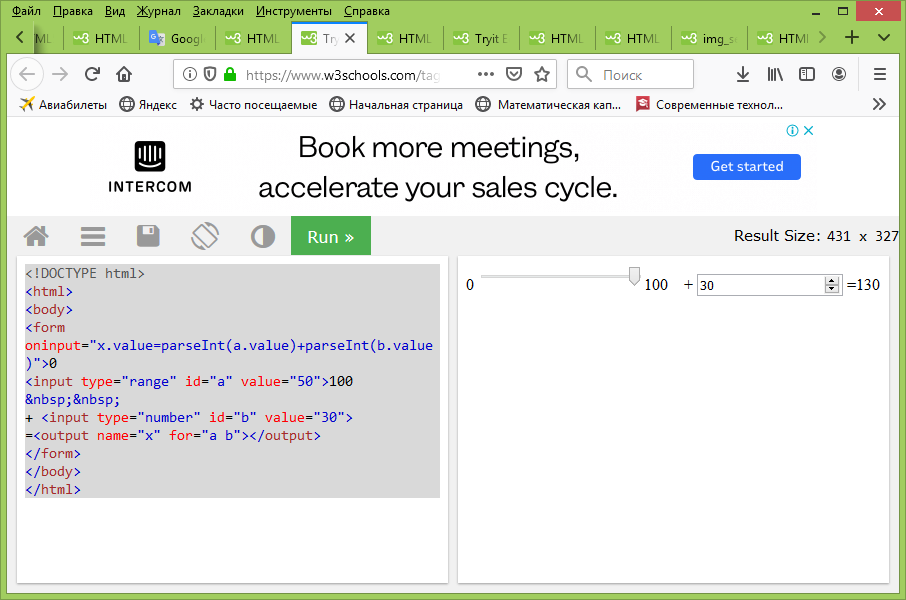 Файл Правка Вид Журнал Закладки Инструменты Справка
HTML Googl HTML Try HTML Tryit E HTML HTML img_s HTML
https://www.w3schools.com/tag Поиск
Авиабилеты Яндекс Часто посещаемые Начальная страница Математическая кап... Современные технол...
INTERCOM
Book more meetings,
accelerate your sales cycle.
Get started
Run » Result Size: 431 x 327
<!DOCTYPE html>
<html>
<body>
<form
oninput="x.value=parseInt(a.value)+parseInt(b.value
)">0
<input type="range" id="a" value="50">100
&nbsp;&nbsp;
+ <input type="number" id="b" value="30">
=<output name="x" for="a b"></output>
</form>
</body>
</html>
0 100 + 30 =130